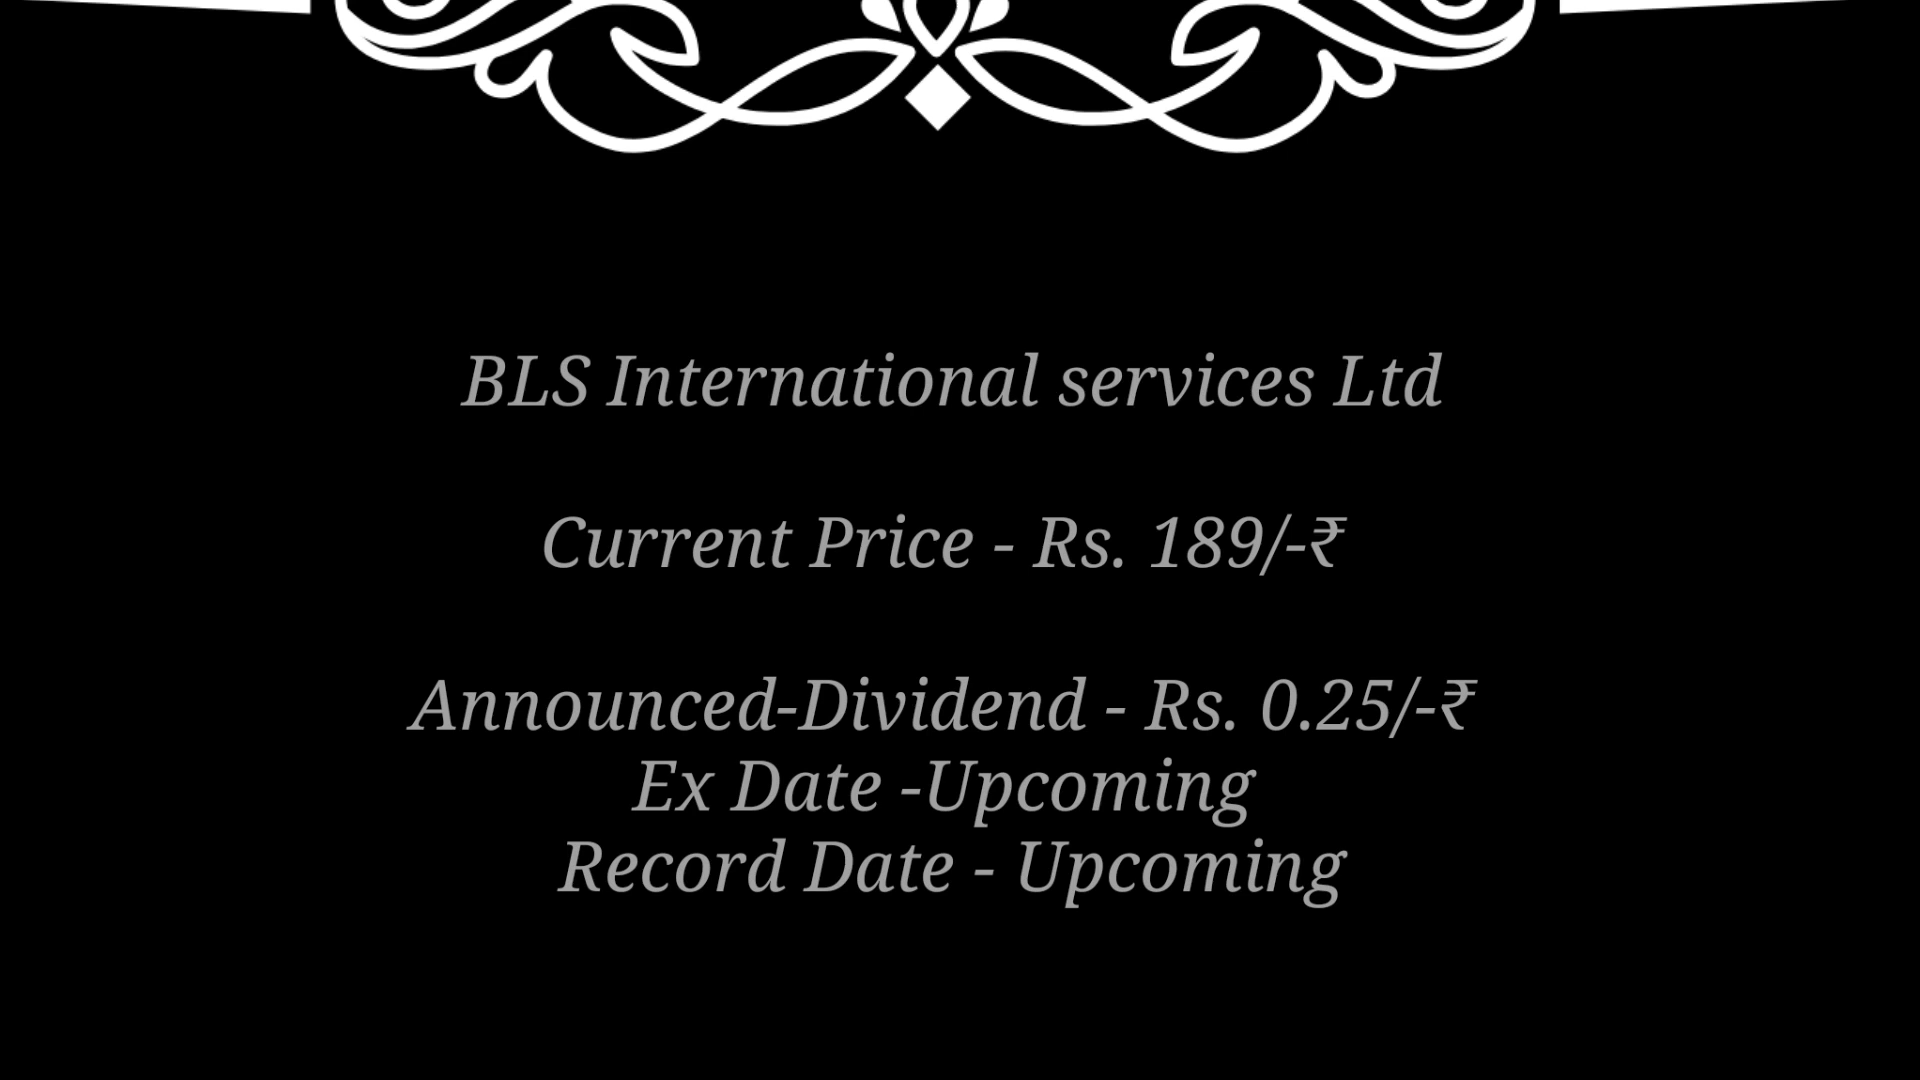 BLS International services Ltd
Current Price - Rs. 189/-₹
Announced-Dividend - Rs. 0.25/-₹
Ex Date -Upcoming
Record Date - Upcoming